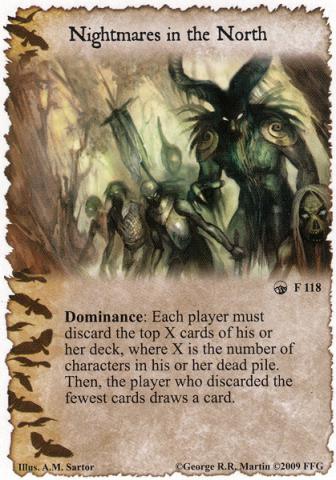 Nightmares in the North
F 118
Dominance: Each player must
discard the top X cards of his or
her deck, where X is the number of
characters in his or her dead pile.
Then, the player who discarded the
fewest cards draws a card.
Illus. A.M. Sartor ©George R.R. Martin ©2009 FFG